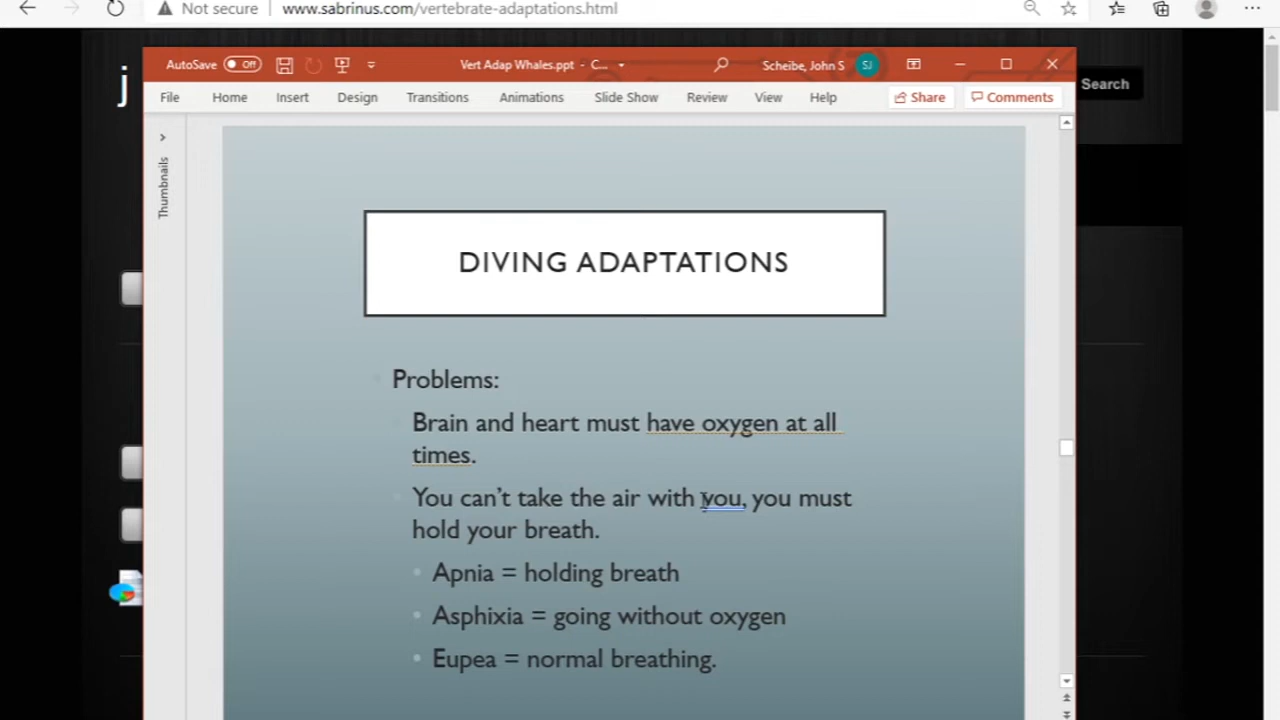 Not secure | www.sabrinus.com/vertebrate-adaptations.html
j
Search
AutoSave Off Vert Adap Whales.ppt - C... Scheibe, John S SJ
File Home Insert Design Transitions Animations Slide Show Review View Help Share Comments
Thumbnails
DIVING ADAPTATIONS
Problems:
Brain and heart must have oxygen at all
times.
You can't take the air with you, you must
hold your breath.
Apnia = holding breath
Asphixia = going without oxygen
Eupea = normal breathing.